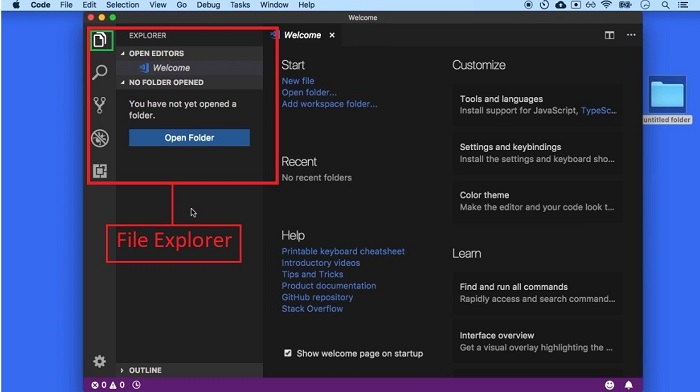 Code File Edit Selection View Go Debug Terminal Window Help
Welcome
EXPLORER
OPEN EDITORS
Welcome
NO FOLDER OPENED
You have not yet opened a
folder.
Open Folder
File Explorer
OUTLINE
Welcome
Start
New file
Open folder...
Add workspace folder...
Recent
No recent folders
Help
Printable keyboard cheatsheet
Introductory videos
Tips and Tricks
Product documentation
GitHub repository
Stack Overflow
Show welcome page on startup
Customize
Tools and languages
Install support for JavaScript, TypeSc...
Settings and keybindings
Install the settings and keyboard sho...
Color theme
Make the editor and your code look t...
Learn
Find and run all commands
Rapidly access and search command...
Interface overview
Get a visual overlay highlighting the ...
untitled folder
0 0